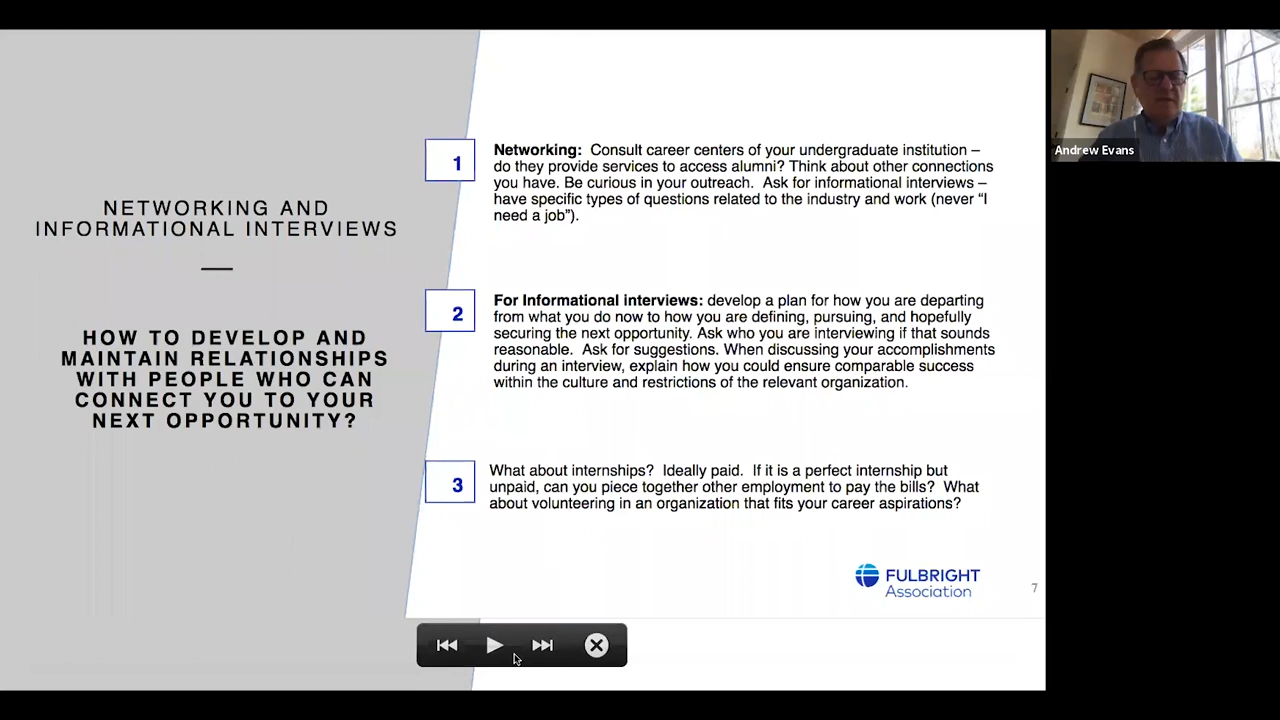 NETWORKING AND
INFORMATIONAL INTERVIEWS
HOW TO DEVELOP AND
MAINTAIN RELATIONSHIPS
WITH PEOPLE WHO CAN
CONNECT YOU TO YOUR
NEXT OPPORTUNITY?
1
Networking:  Consult career centers of your undergraduate institution –
do they provide services to access alumni? Think about other connections
you have. Be curious in your outreach.  Ask for informational interviews –
have specific types of questions related to the industry and work (never “I
need a job”).
2
For Informational interviews: develop a plan for how you are departing
from what you do now to how you are defining, pursuing, and hopefully
securing the next opportunity. Ask who you are interviewing if that sounds
reasonable.  Ask for suggestions. When discussing your accomplishments
during an interview, explain how you could ensure comparable success
within the culture and restrictions of the relevant organization.
3
What about internships?  Ideally paid.  If it is a perfect internship but
unpaid, can you piece together other employment to pay the bills?  What
about volunteering in an organization that fits your career aspirations?
FULBRIGHT
Association
7
Andrew Evans